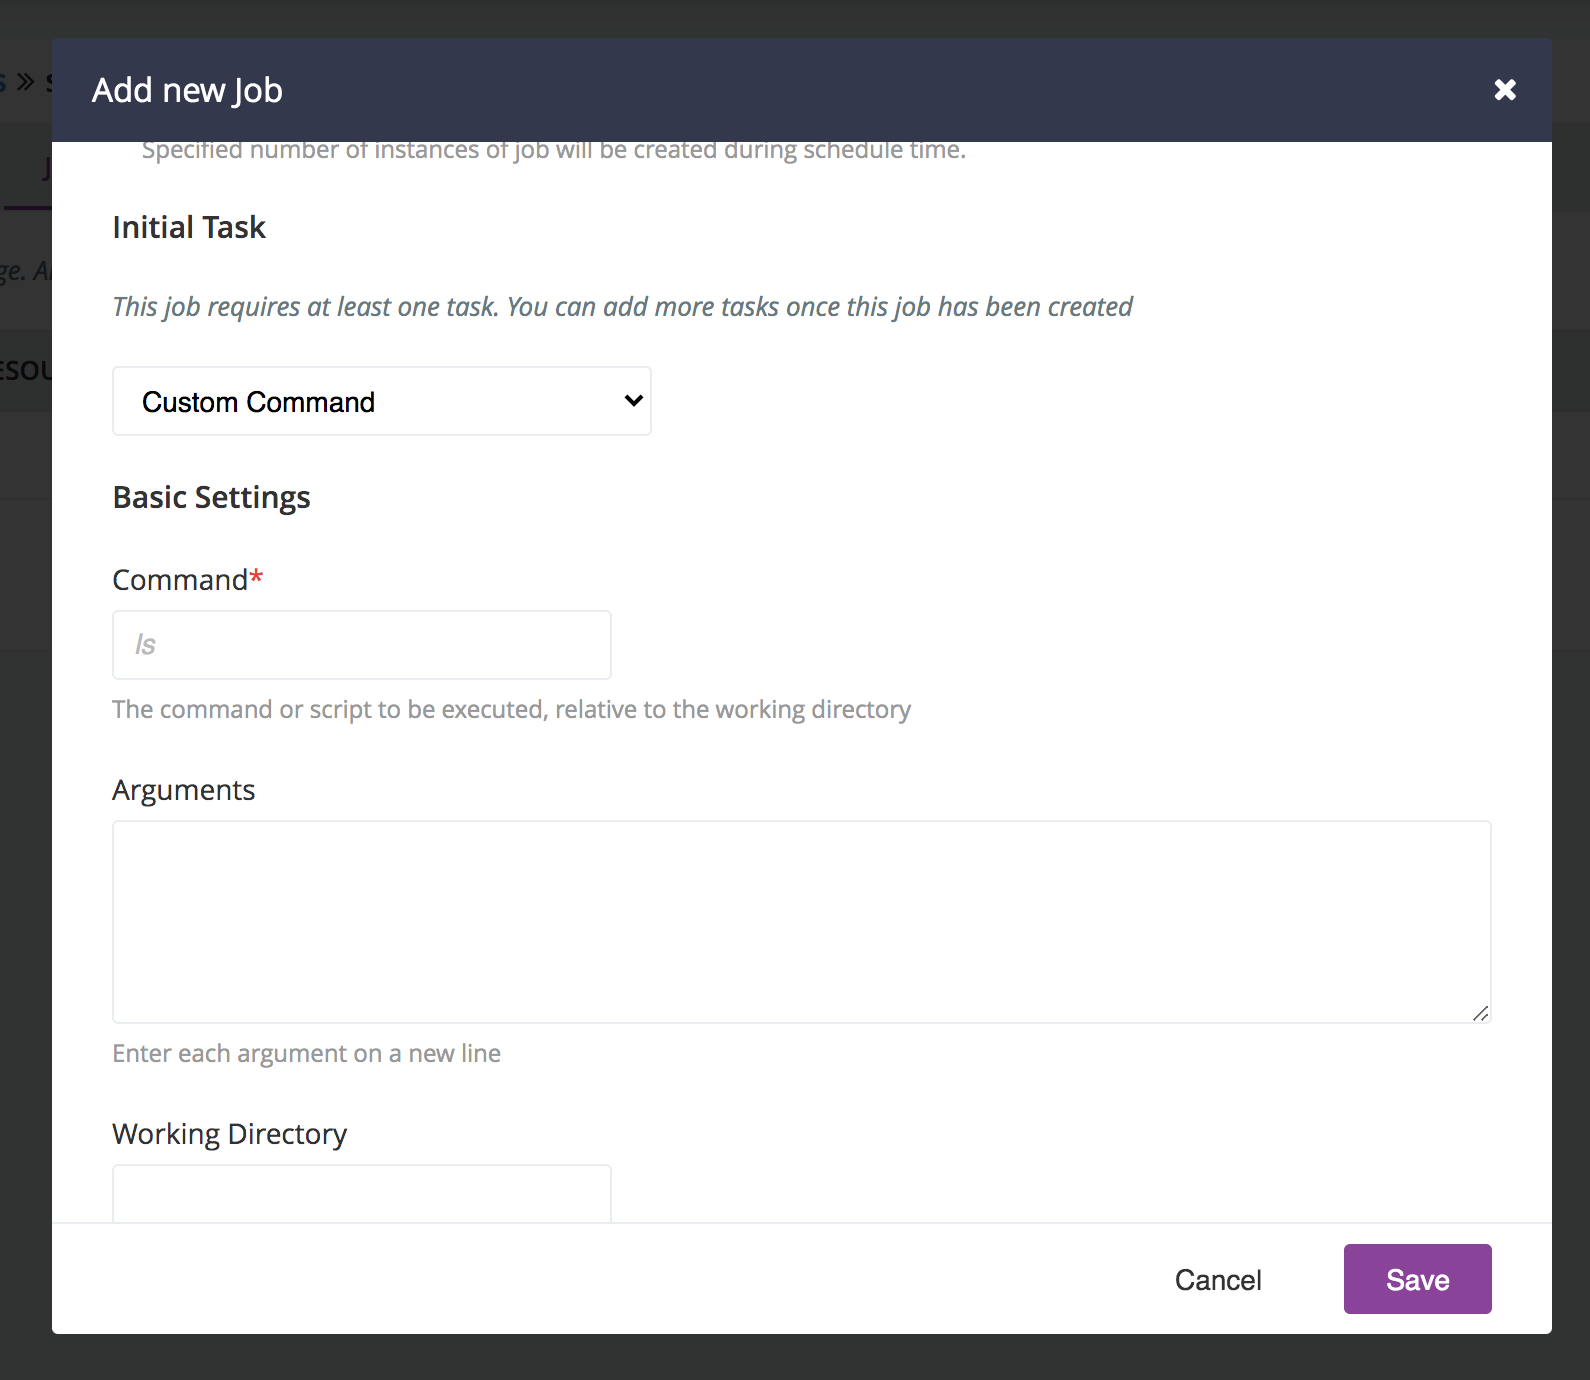 Add new Job
Specified number of instances of job will be created during schedule time.
Initial Task
This job requires at least one task. You can add more tasks once this job has been created
Custom Command
Basic Settings
Command*
ls
The command or script to be executed, relative to the working directory
Arguments
Enter each argument on a new line
Working Directory
Cancel
Save